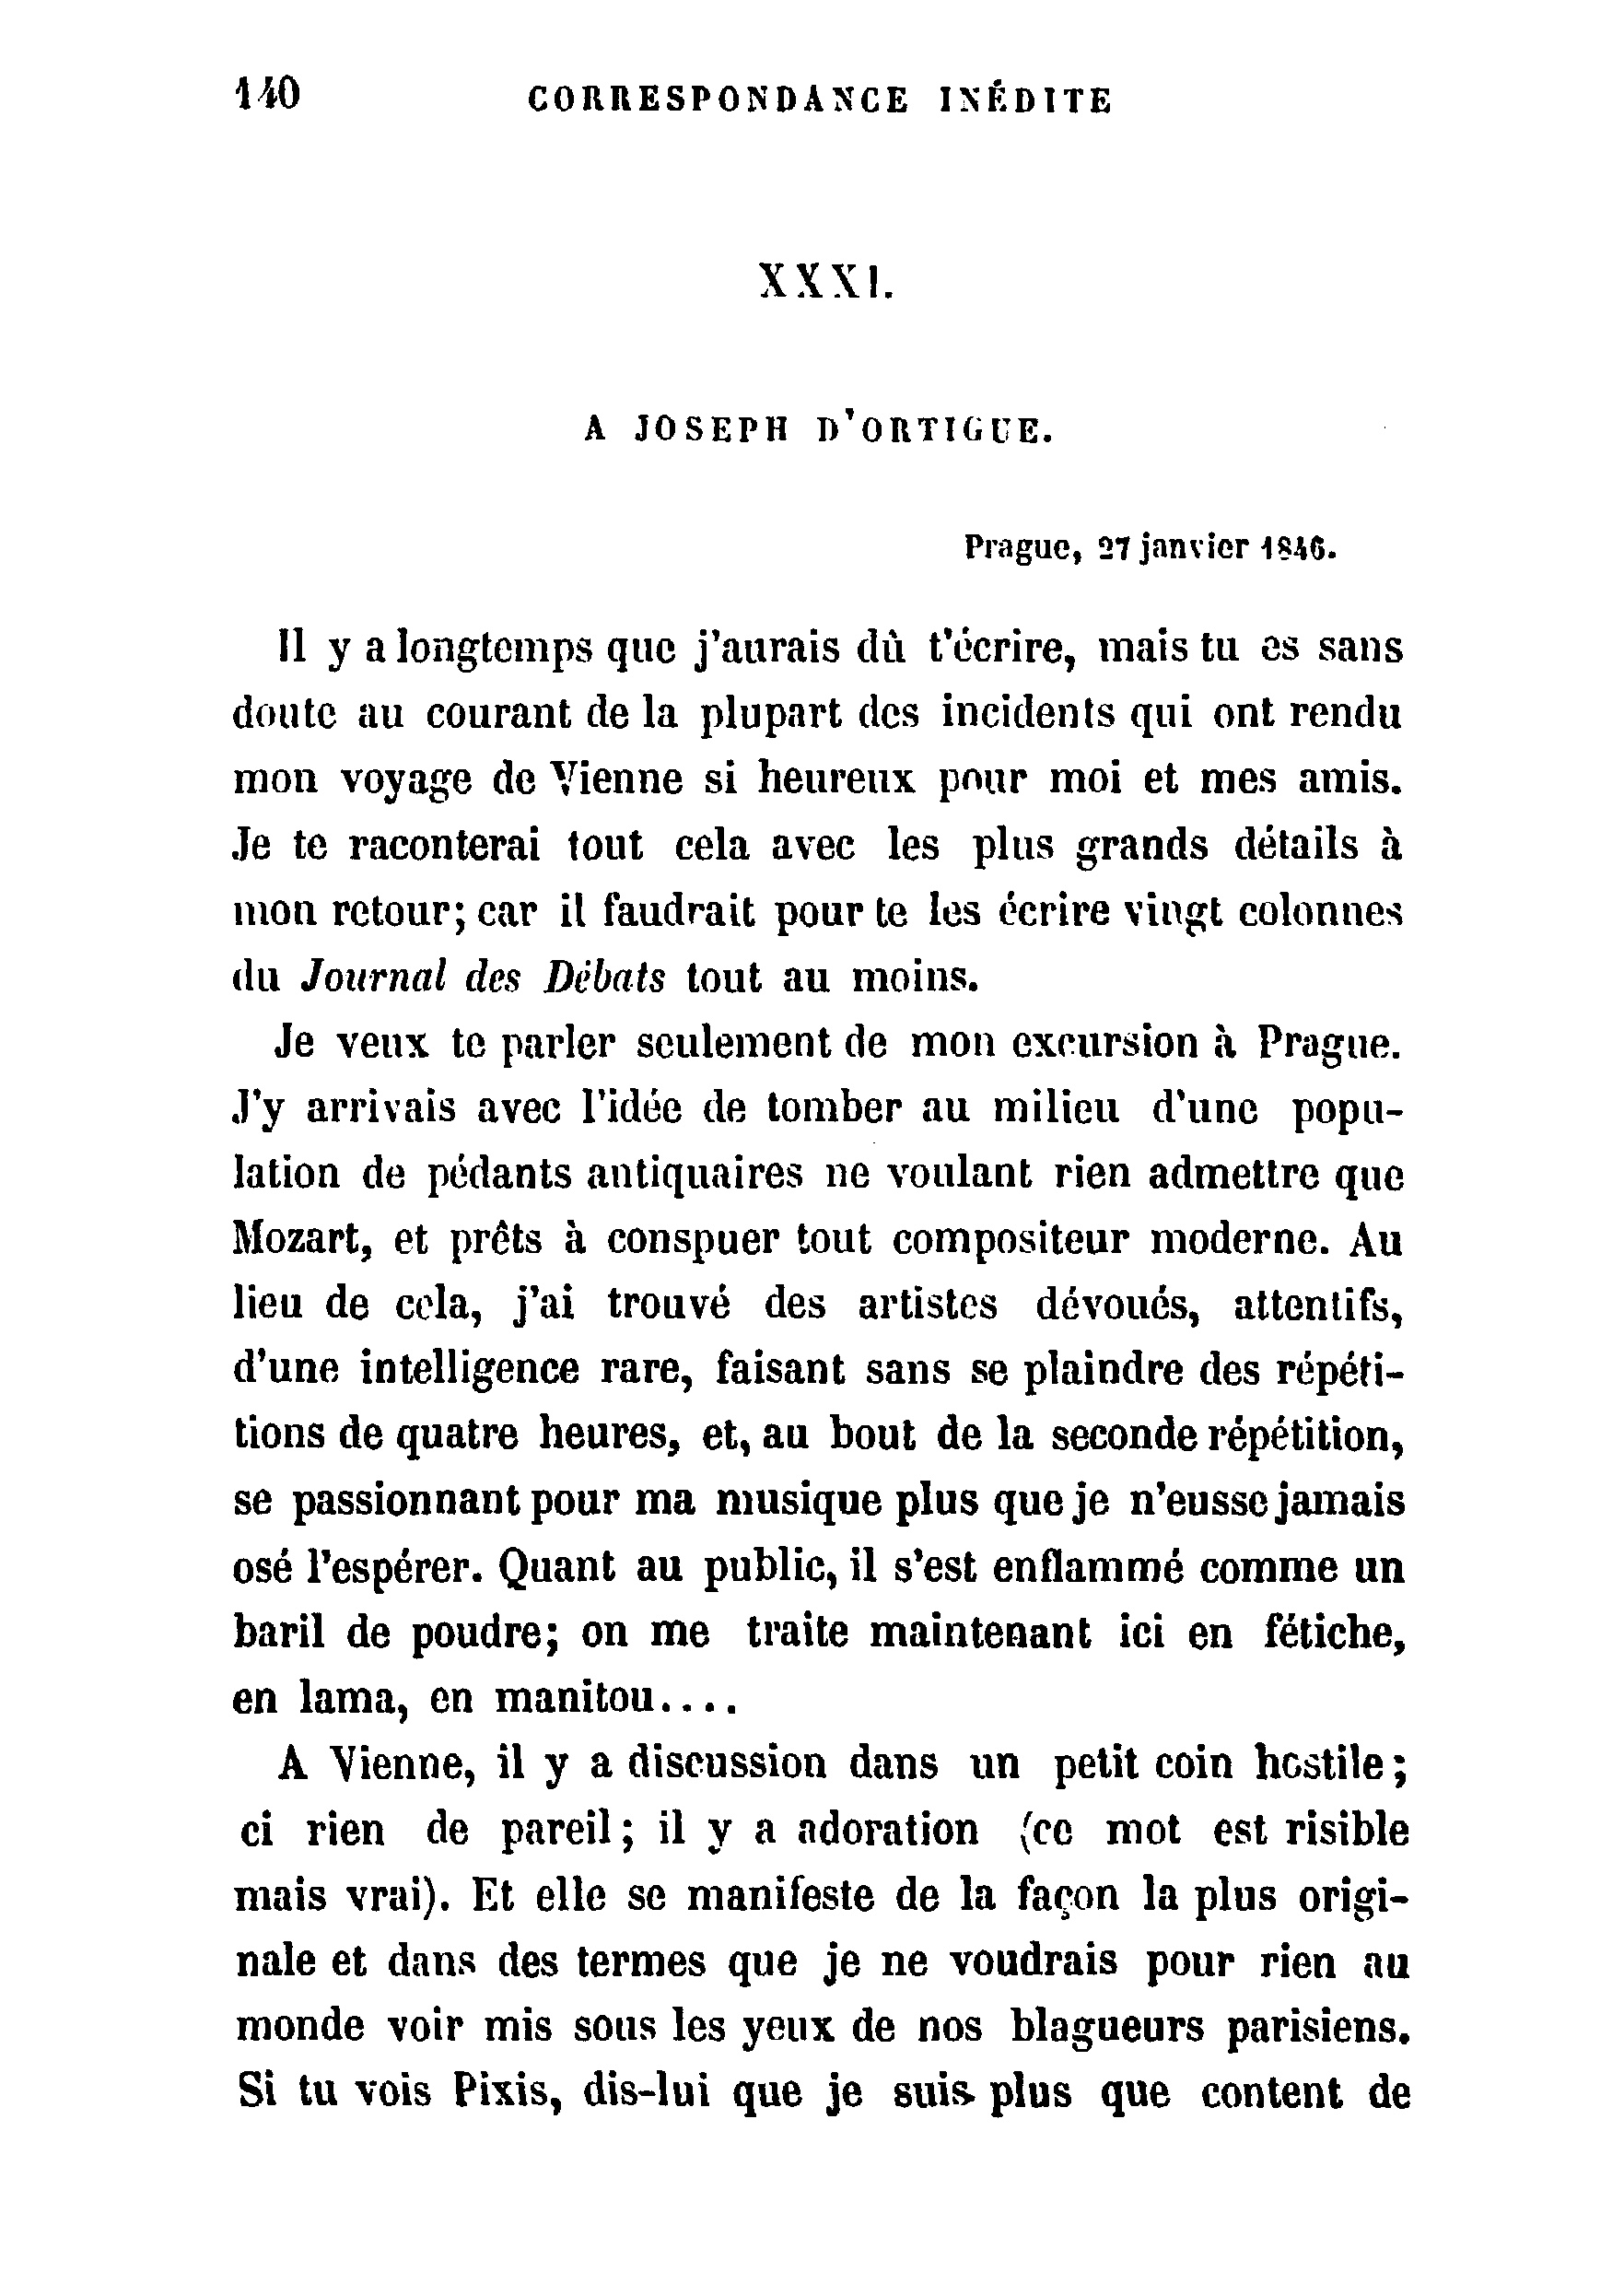 140 CORRESPONDANCE INÉDITE
XXXI.
A JOSEPH D'ORTIGUE.
Prague, 27 janvier 1846.
Il y a longtemps que j'aurais dû t'écrire, mais tu es sans
doute au courant de la plupart des incidents qui ont rendu
mon voyage de Vienne si heureux pour moi et mes amis.
Je te raconterai tout cela avec les plus grands détails à
mon retour; car il faudrait pour te les écrire vingt colonnes
du Journal des Débats tout au moins.
Je veux te parler seulement de mon excursion à Prague.
J'y arrivais avec l'idée de tomber au milieu d'une popu-
lation de pédants antiquaires ne voulant rien admettre que
Mozart, et prêts à conspuer tout compositeur moderne. Au
lieu de cela, j'ai trouvé des artistes dévoués, attentifs,
d'une intelligence rare, faisant sans se plaindre des répéti-
tions de quatre heures, et, au bout de la seconde répétition,
se passionnant pour ma musique plus que je n'eusse jamais
osé l'espérer. Quant au public, il s'est enflammé comme un
baril de poudre; on me traite maintenant ici en fétiche,
en lama, en manitou....
A Vienne, il y a discussion dans un petit coin hostile;
ci rien de pareil; il y a adoration (ce mot est risible
mais vrai). Et elle se manifeste de la façon la plus origi-
nale et dans des termes que je ne voudrais pour rien au
monde voir mis sous les yeux de nos blagueurs parisiens.
Si tu vois Pixis, dis-lui que je suis plus que content de